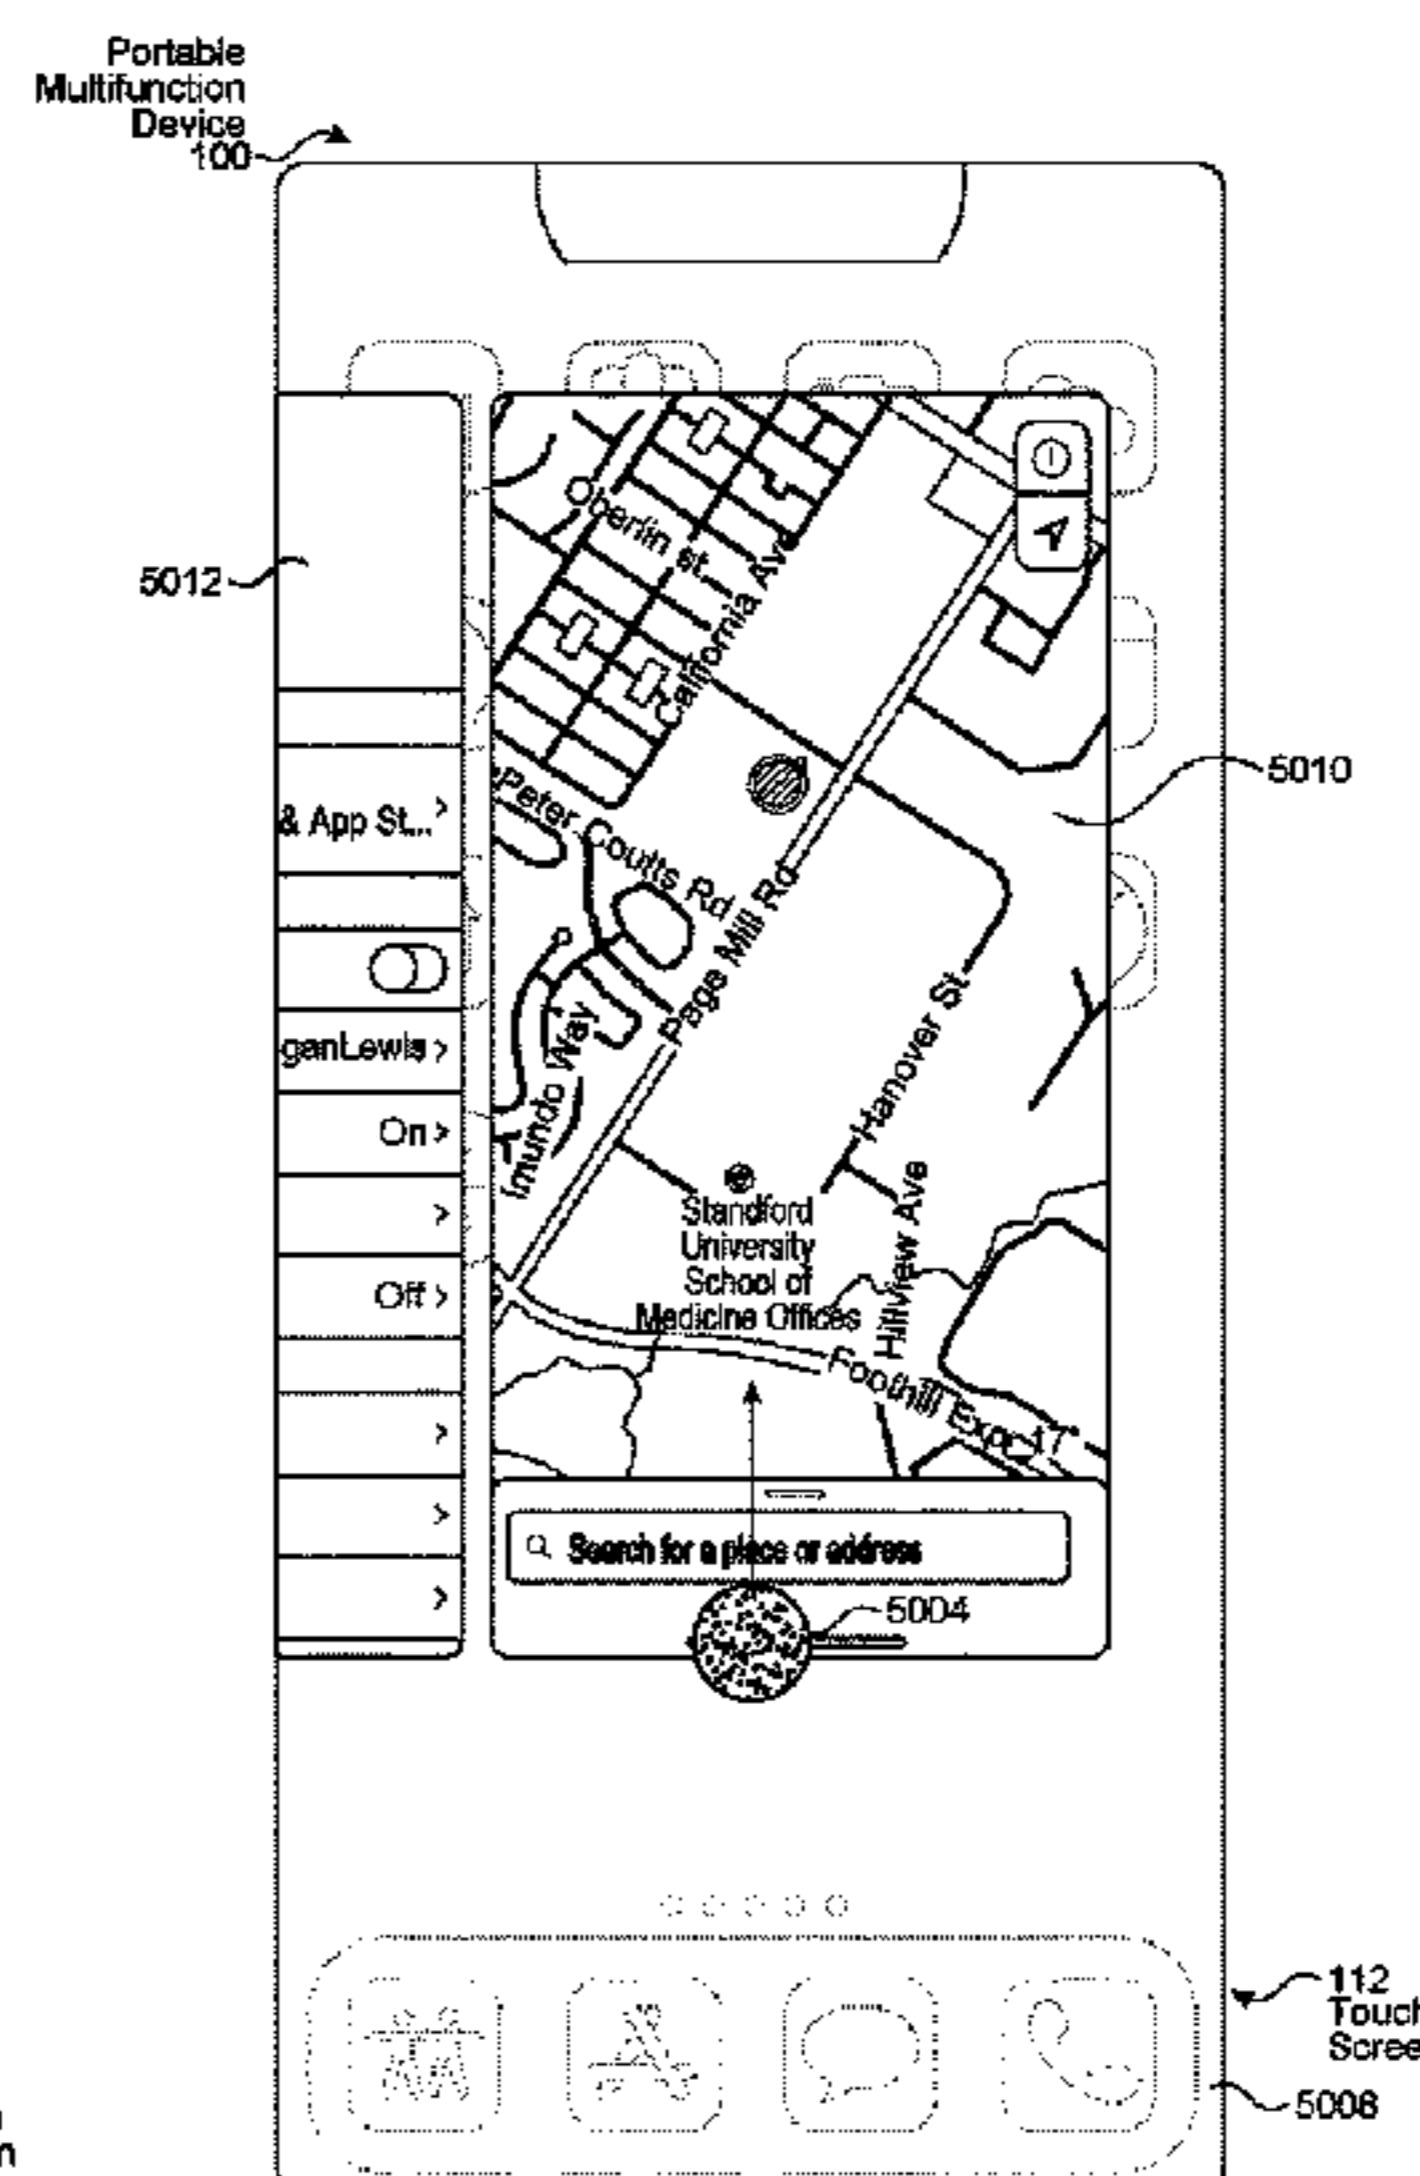 Portable
Multifunction
Device
100
5012
Oberlin st
California Ave
& App St...
Peter Coutts Rd
5010
Page Mill Rd
ganLewis
Imundo Way
Hanover St
On
Standford
University
School of
Medicine Offices
Hillview Ave
Off
Foothill Expr 17
Search for a place or address
5004
112
Touch
Scree
5008